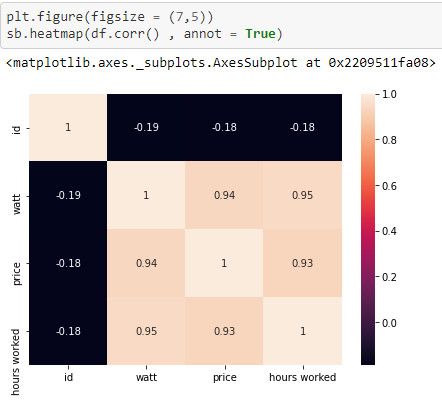 plt.figure(figsize = (7,5))
sb.heatmap(df.corr() , annot = True)
<matplotlib.axes._subplots.AxesSubplot at 0x2209511fa08>
id 1 -0.19 -0.18 -0.18
watt -0.19 1 0.94 0.95
price -0.18 0.94 1 0.93
hours worked -0.18 0.95 0.93 1
id watt price hours worked
1.0
0.8
0.6
0.4
0.2
0.0